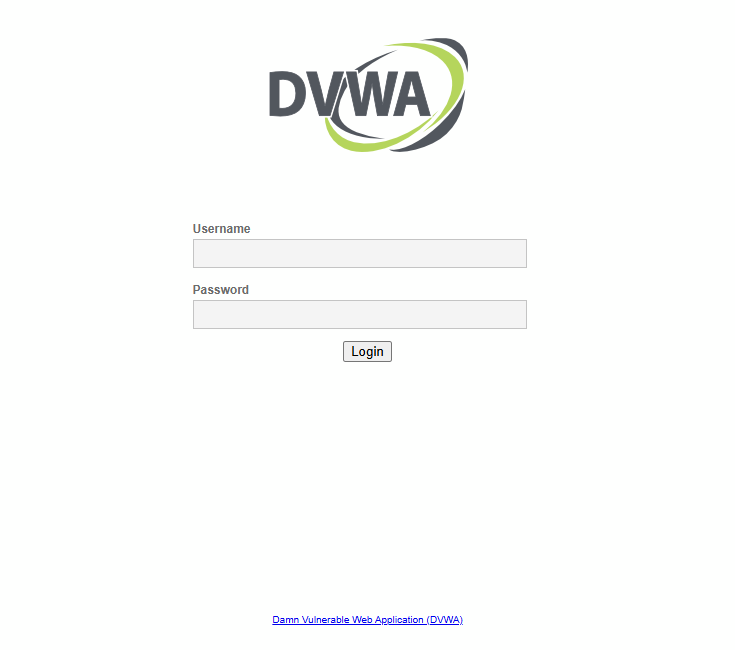 DVWA
Username
Password
Login
Damn Vulnerable Web Application (DVWA)